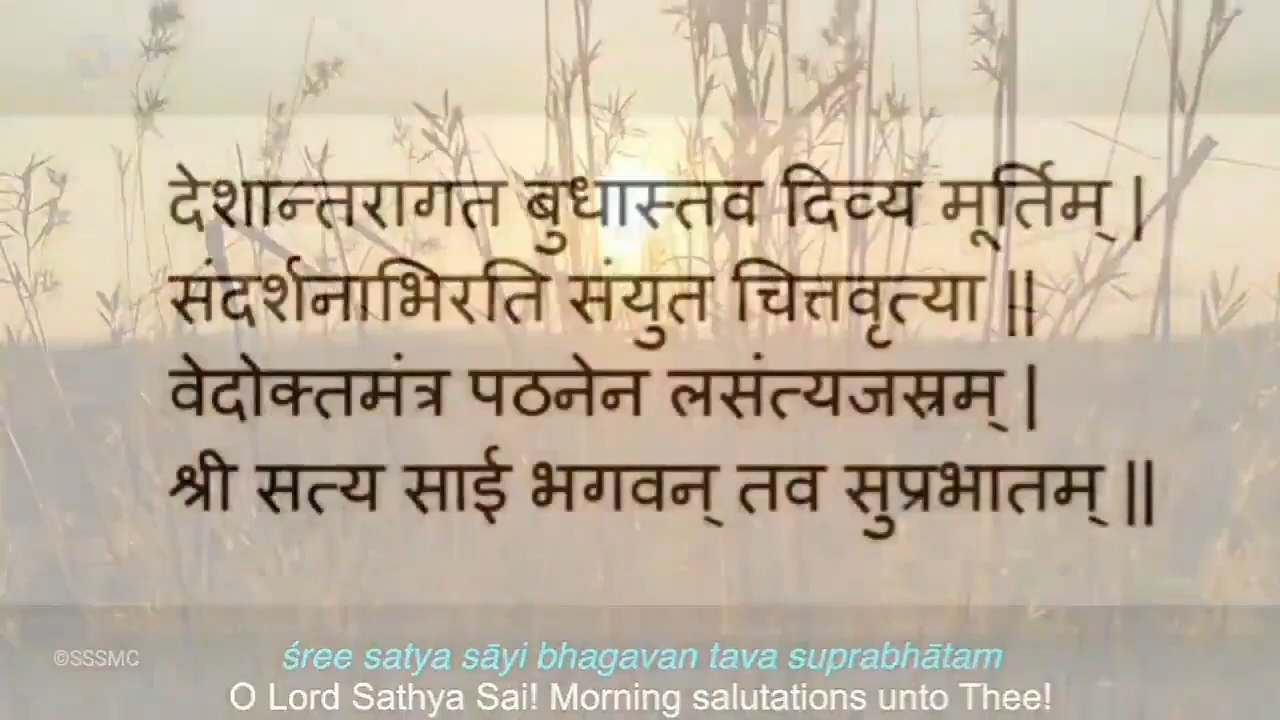 देशान्तरागत बुधास्तव दिव्य मूर्तिम् |
संदर्शनाभिरति संयुत चित्तवृत्या ||
वेदोक्तमंत्र पठनेन लसंत्यजस्रम् |
श्री सत्य साई भगवन् तव सुप्रभातम् ||
©SSSMC
śree satya sāyi bhagavan tava suprabhātam
O Lord Sathya Sai! Morning salutations unto Thee!